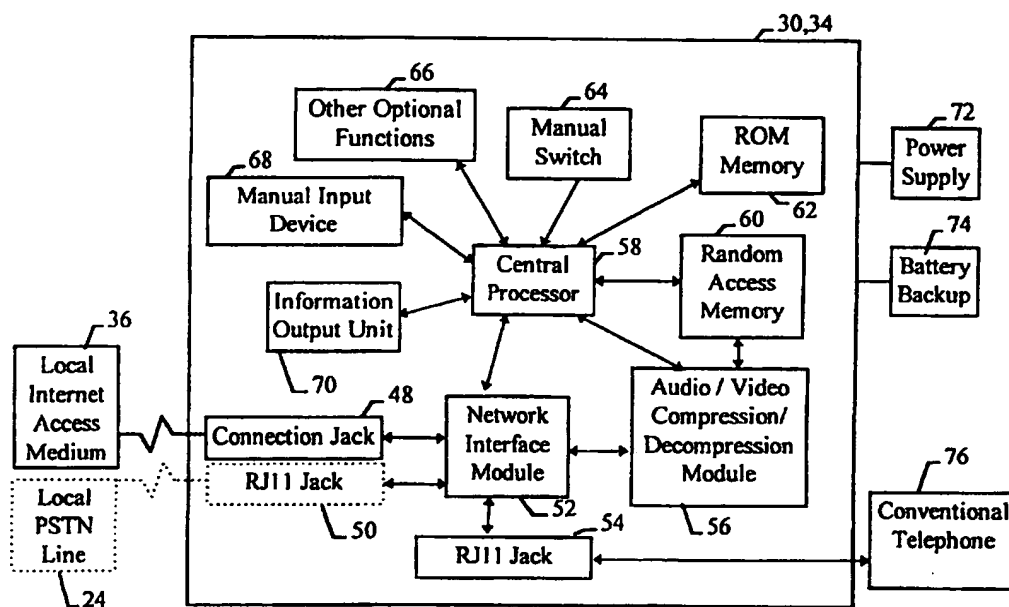 30,34
66
Other Optional
Functions
64
Manual
Switch
ROM
Memory
62
72
Power
Supply
68
Manual Input
Device
60
Random
Access
Memory
58
Central
Processor
74
Battery
Backup
Information
Output Unit
70
36
Local
Internet
Access
Medium
48
Connection Jack
Network
Interface
Module
52
Audio / Video
Compression/
Decompression
Module
56
RJ11 Jack
50
Local
PSTN
Line
24
54
RJ11 Jack
76
Conventional
Telephone